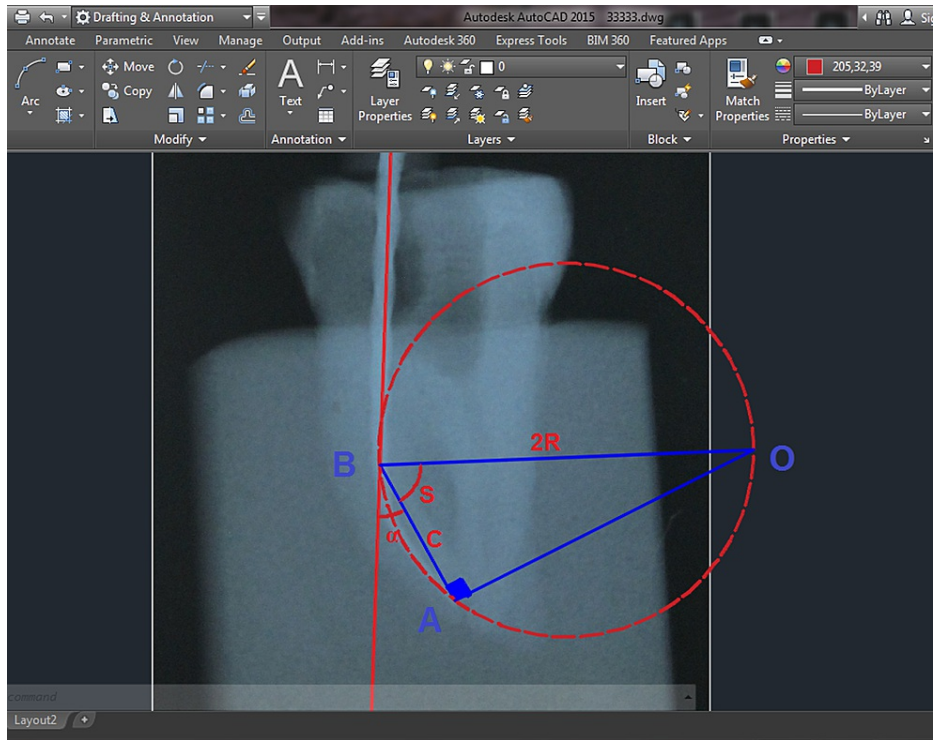 Drafting & Annotation
Autodesk AutoCAD 2015 33333.dwg
Annotate Parametric View Manage Output Add-ins Autodesk 360 Express Tools BIM 360 Featured Apps
Move
0
205,32,39
Arc
Copy
Text
Layer Properties
Insert
Match Properties
ByLayer
ByLayer
Modify
Annotation
Layers
Block
Properties
2R
B
O
S
α
C
A
command
Layout2